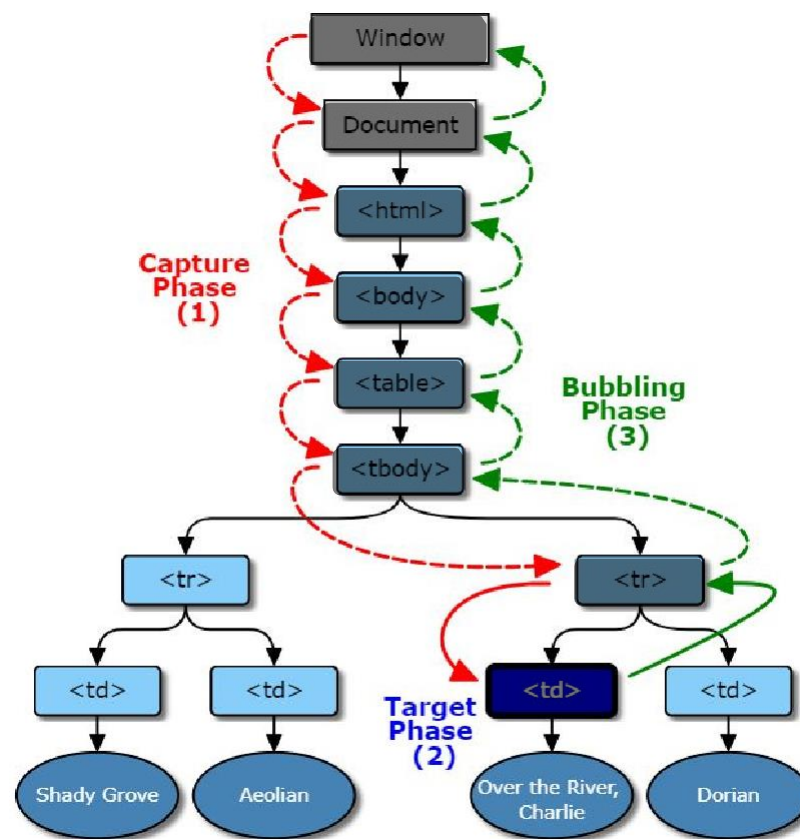 Window
Document
<html>
Capture
Phase
(1)
<body>
<table>
Bubbling
Phase
(3)
<tbody>
<tr>
<tr>
<td>
<td>
<td>
<td>
Target
Phase
(2)
Shady Grove
Aeolian
Over the River,
Charlie
Dorian